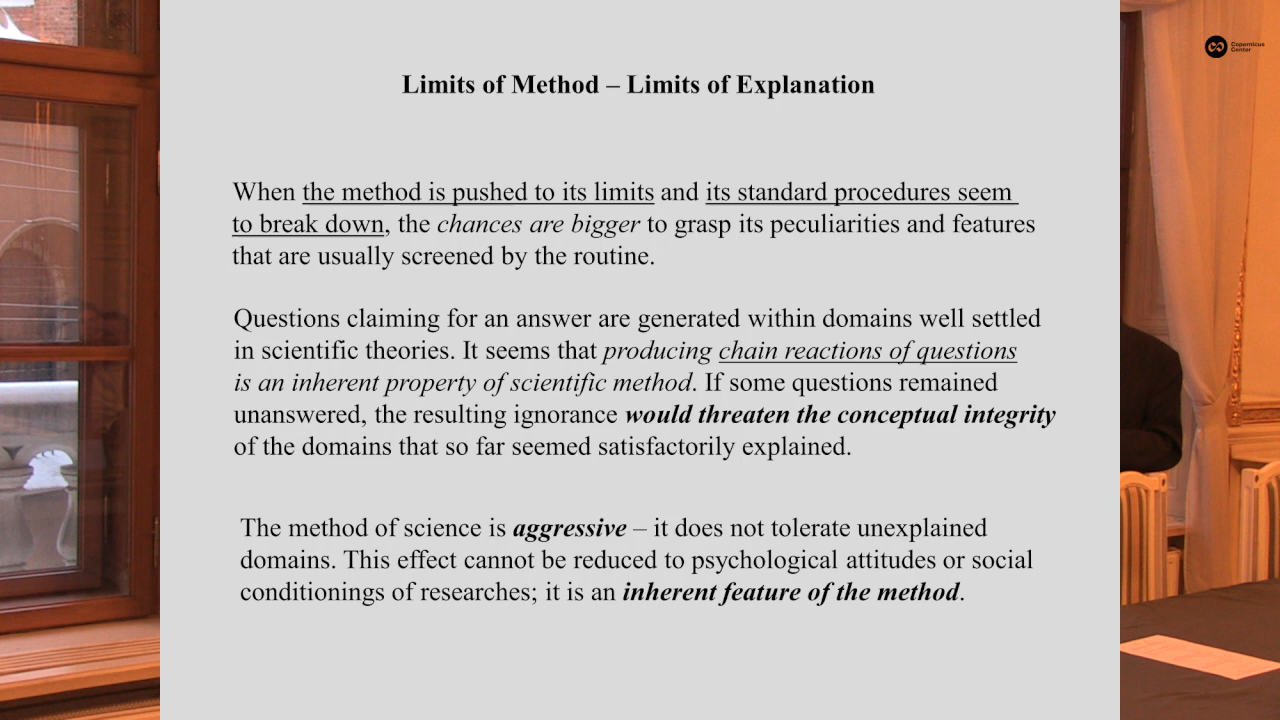 Copernicus
Center
Limits of Method – Limits of Explanation
When the method is pushed to its limits and its standard procedures seem
to break down, the chances are bigger to grasp its peculiarities and features
that are usually screened by the routine.
Questions claiming for an answer are generated within domains well settled
in scientific theories. It seems that producing chain reactions of questions
is an inherent property of scientific method. If some questions remained
unanswered, the resulting ignorance would threaten the conceptual integrity
of the domains that so far seemed satisfactorily explained.
The method of science is aggressive – it does not tolerate unexplained
domains. This effect cannot be reduced to psychological attitudes or social
conditionings of researches; it is an inherent feature of the method.